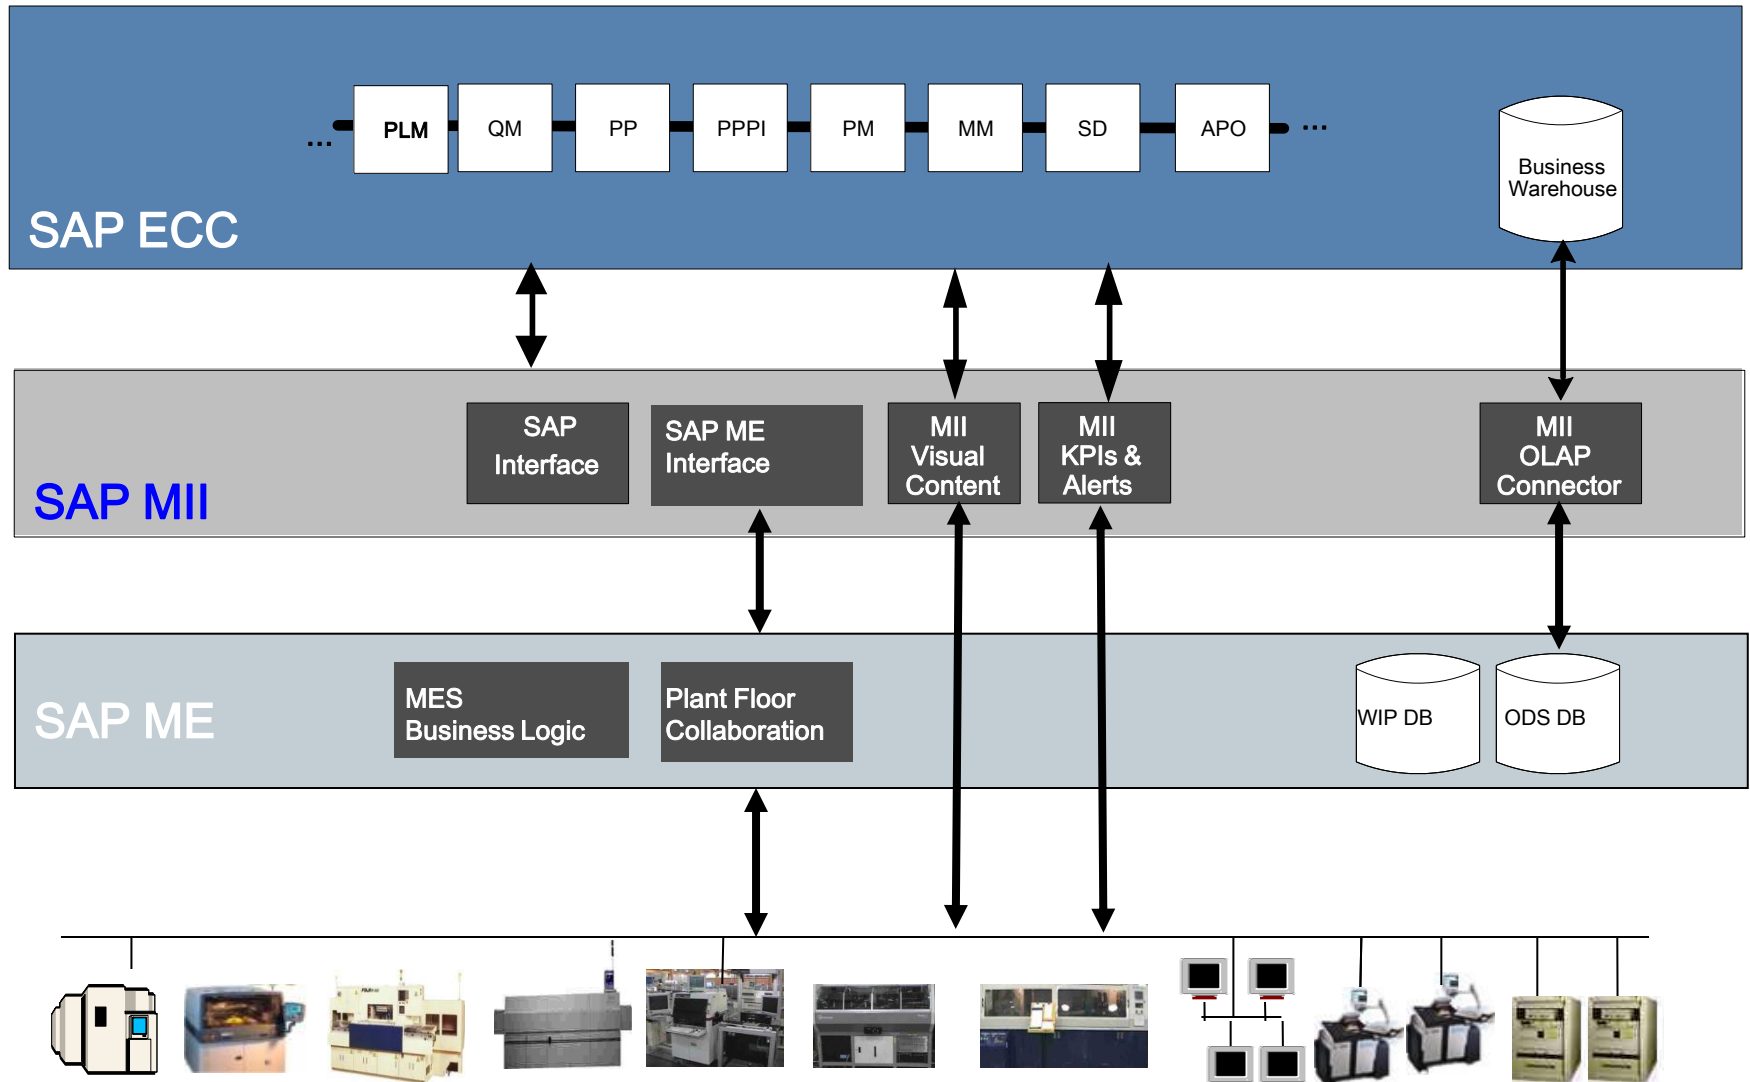 ... PLM QM PP PPPI PM MM SD APO ...
Business
Warehouse
SAP ECC
SAP
Interface
SAP ME
Interface
MII
Visual
Content
MII
KPIs &
Alerts
MII
OLAP
Connector
SAP MII
MES
Business Logic
Plant Floor
Collaboration
WIP DB
ODS DB
SAP ME